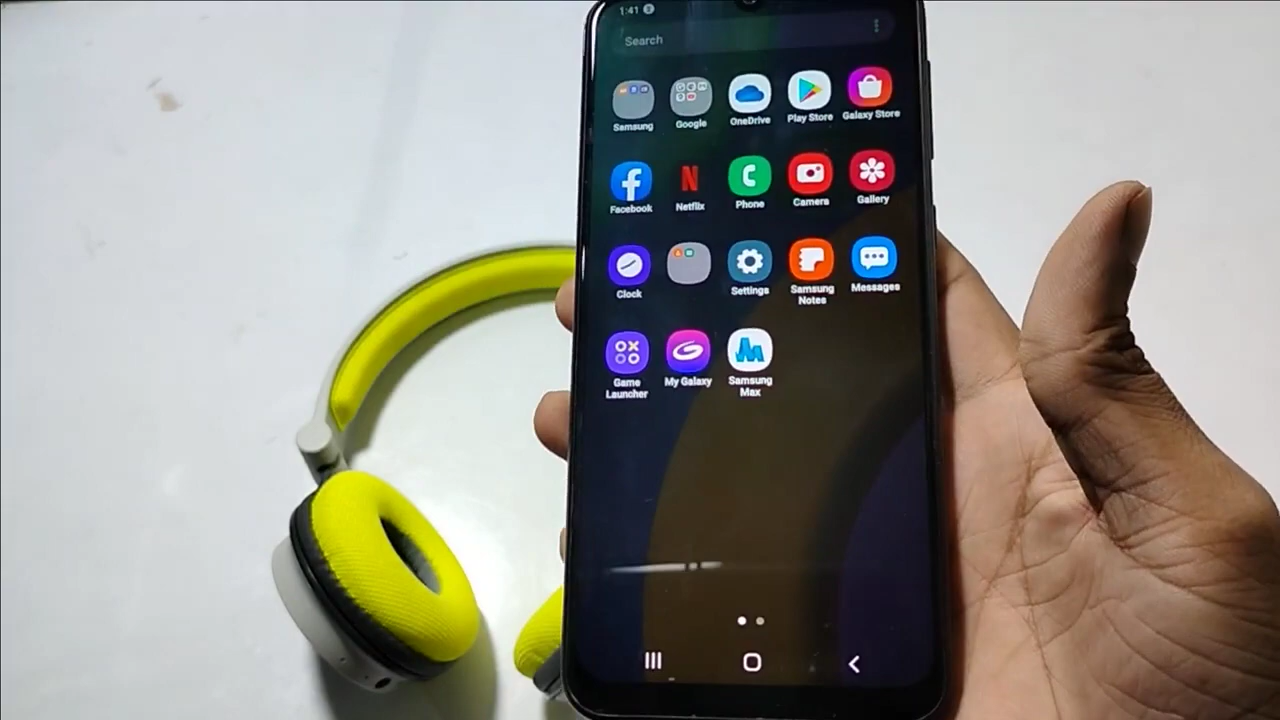 1:41
Search
Samsung
Google
OneDrive
Play Store
Galaxy Store
Facebook
N
Netflix
Phone
Camera
Gallery
Clock
Settings
Samsung
Notes
Messages
Game
Launcher
My Galaxy
Samsung
Max